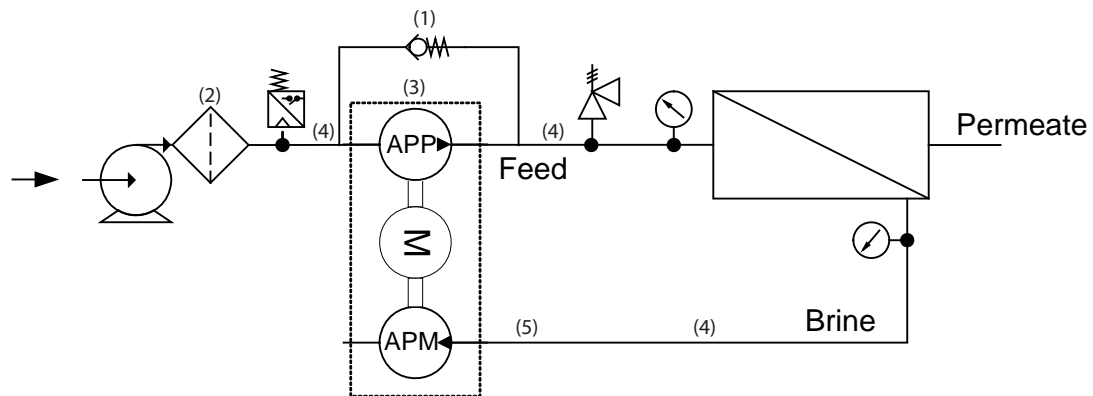 (1)
(2)
(3)
(4)
APP
(4)
Feed
Permeate
M
APM
(5)
(4)
Brine